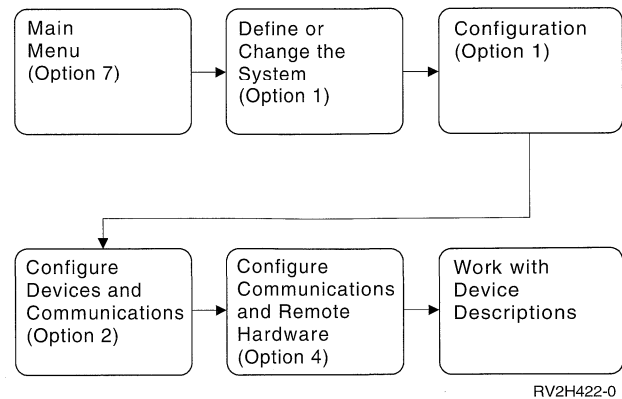 Main
Menu
(Option 7)
Define or
Change the
System
(Option 1)
Configuration
(Option 1)
Configure
Devices and
Communications
(Option 2)
Configure
Communications
and Remote
Hardware
(Option 4)
Work with
Device
Descriptions
RV2H422-0